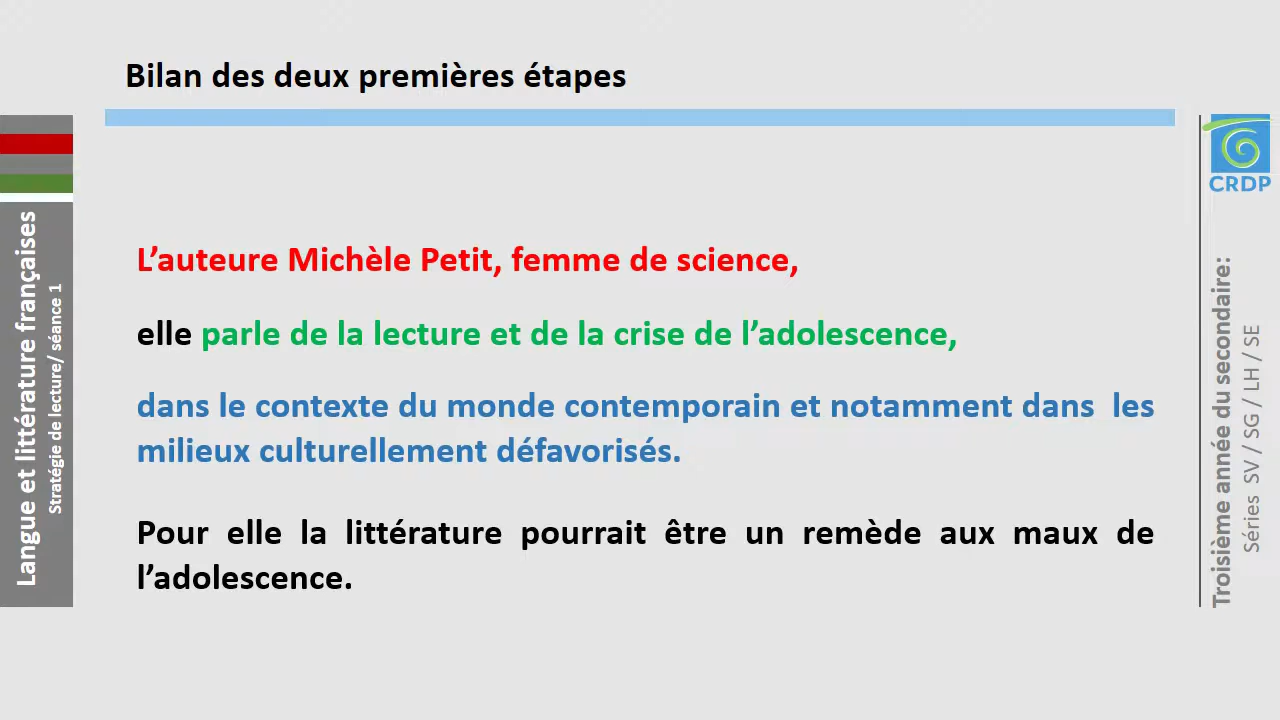 Bilan des deux premières étapes
L’auteure Michèle Petit, femme de science,
elle parle de la lecture et de la crise de l’adolescence,
dans le contexte du monde contemporain et notamment dans les
milieux culturellement défavorisés.
Pour elle la littérature pourrait être un remède aux maux de
l’adolescence.
Langue et littérature françaises
Stratégie de lecture/ séance 1
CRDP
Troisième année du secondaire:
Séries SV / SG / LH / SE